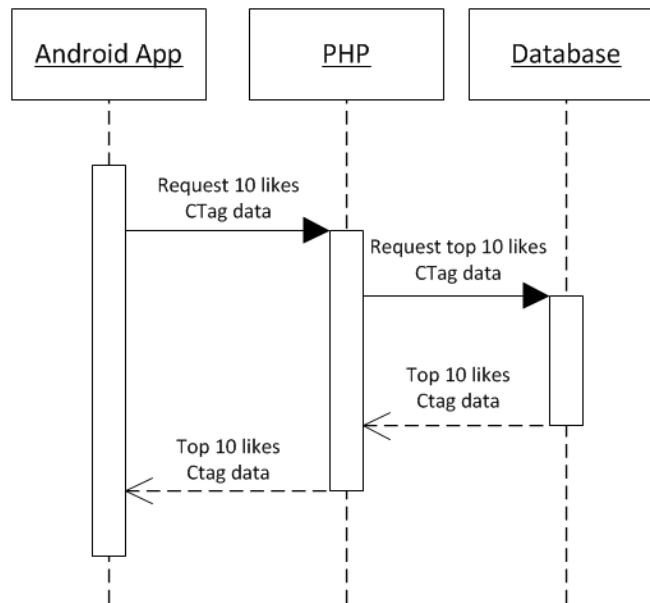 Android App
PHP
Database
Request 10 likes
CTag data
Request top 10 likes
CTag data
Top 10 likes
Ctag data
Top 10 likes
Ctag data